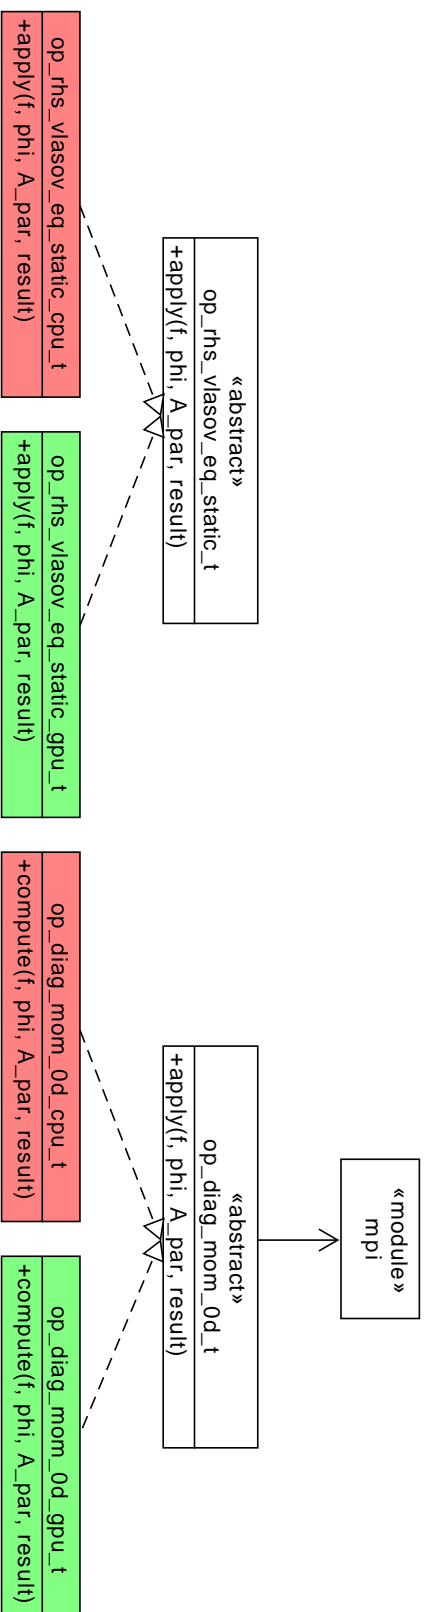 «module»
mpi
«abstract»
op_rhs_vlasov_eq_static_t
+apply(f, phi, A_par, result)
«abstract»
op_diag_mom_0d_t
+apply(f, phi, A_par, result)
op_rhs_vlasov_eq_static_cpu_t
+apply(f, phi, A_par, result)
op_rhs_vlasov_eq_static_gpu_t
+apply(f, phi, A_par, result)
op_diag_mom_0d_cpu_t
+compute(f, phi, A_par, result)
op_diag_mom_0d_gpu_t
+compute(f, phi, A_par, result)